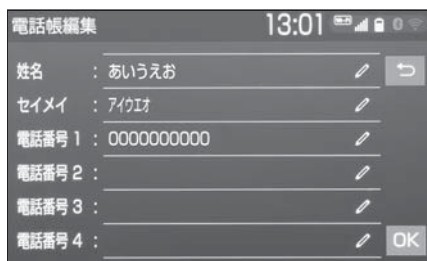 電話帳編集 13:01
姓名 : あいうえお
セイメイ : ｱｲｳｴｵ
電話番号 1 : 0000000000
電話番号 2 :
電話番号 3 :
電話番号 4 :
OK